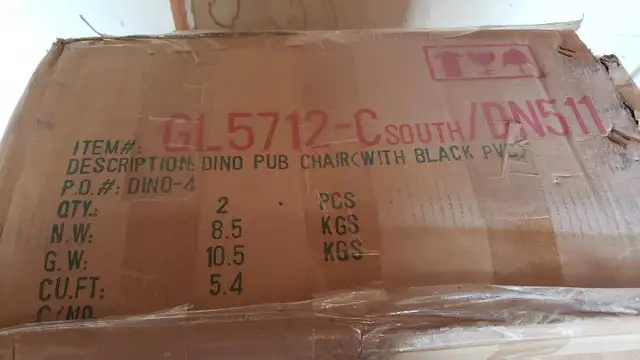 ITEM#: GL5712-C SOUTH/DN511
DESCRIPTION: DINO PUB CHAIR(WITH BLACK PVC)
P.O.#: DINO-4
QTY.: 2 PCS
N.W: 8.5 KGS
G.W: 10.5 KGS
CU.FT: 5.4
C/NO